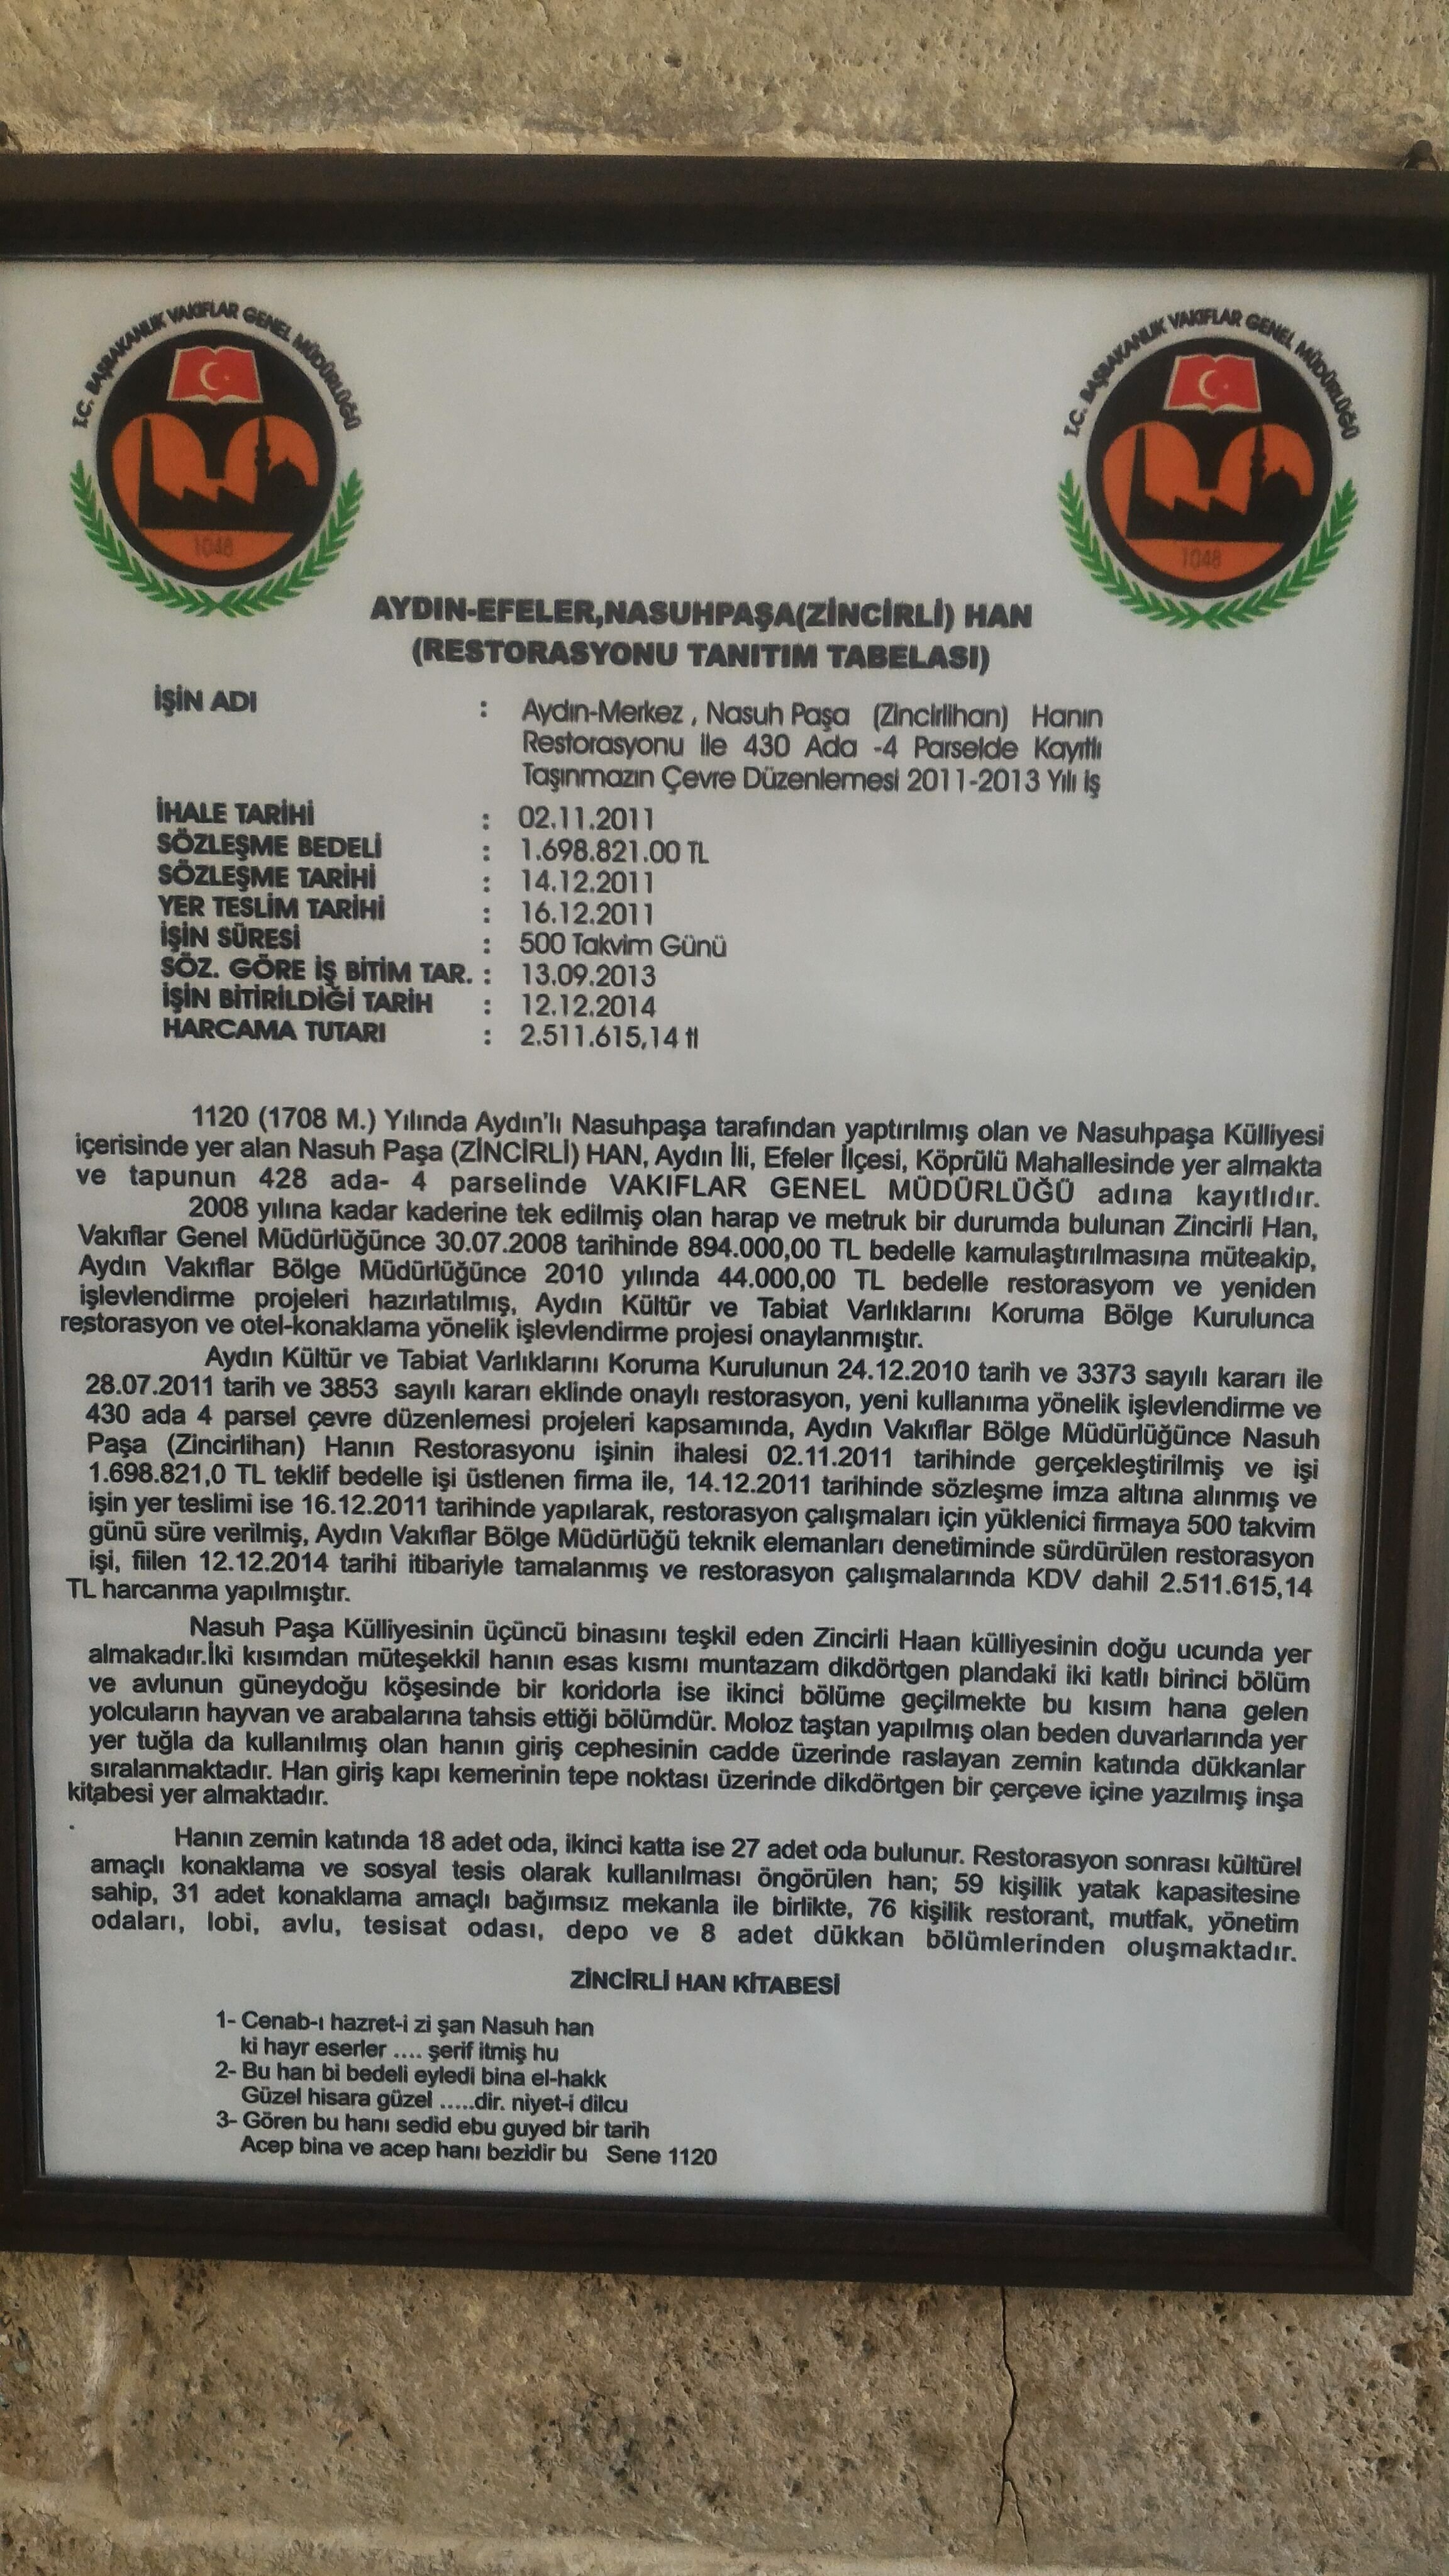 T.C. BAŞBAKANLIK VAKIFLAR GENEL MÜDÜRLÜĞÜ
1048
T.C. BAŞBAKANLIK VAKIFLAR GENEL MÜDÜRLÜĞÜ
1048
AYDIN-EFELER,NASUHPAŞA(ZİNCİRLİ) HAN
(RESTORASYONU TANITIM TABELASI)
İŞİN ADI : Aydın-Merkez , Nasuh Paşa (Zincirlihan) Hanın
Restorasyonu ile 430 Ada -4 Parselde Kayıtlı
Taşınmazın Çevre Düzenlemesi 2011-2013 Yılı İş
İHALE TARİHİ : 02.11.2011
SÖZLEŞME BEDELİ : 1.698.821.00 TL
SÖZLEŞME TARİHİ : 14.12.2011
YER TESLİM TARİHİ : 16.12.2011
İŞİN SÜRESİ : 500 Takvim Günü
SÖZ. GÖRE İŞ BİTİM TAR. : 13.09.2013
İŞİN BİTİRİLDİĞİ TARİH : 12.12.2014
HARCAMA TUTARI : 2.511.615,14 tl
1120 (1708 M.) Yılında Aydın'lı Nasuhpaşa tarafından yaptırılmış olan ve Nasuhpaşa Külliyesi
içerisinde yer alan Nasuh Paşa (ZİNCİRLİ) HAN, Aydın İli, Efeler İlçesi, Köprülü Mahallesinde yer almakta
ve tapunun 428 ada- 4 parselinde VAKIFLAR GENEL MÜDÜRLÜĞÜ adına kayıtlıdır.
2008 yılına kadar kaderine tek edilmiş olan harap ve metruk bir durumda bulunan Zincirli Han,
Vakıflar Genel Müdürlüğünce 30.07.2008 tarihinde 894.000,00 TL bedelle kamulaştırılmasına müteakip,
Aydın Vakıflar Bölge Müdürlüğünce 2010 yılında 44.000,00 TL bedelle restorasyom ve yeniden
işlevlendirme projeleri hazırlatılmış, Aydın Kültür ve Tabiat Varlıklarını Koruma Bölge Kurulunca
restorasyon ve otel-konaklama yönelik işlevlendirme projesi onaylanmıştır.
Aydın Kültür ve Tabiat Varlıklarını Koruma Kurulunun 24.12.2010 tarih ve 3373 sayılı kararı ile
28.07.2011 tarih ve 3853 sayılı kararı eklinde onaylı restorasyon, yeni kullanıma yönelik işlevlendirme ve
430 ada 4 parsel çevre düzenlemesi projeleri kapsamında, Aydın Vakıflar Bölge Müdürlüğünce Nasuh
Paşa (Zincirlihan) Hanın Restorasyonu işinin ihalesi 02.11.2011 tarihinde gerçekleştirilmiş ve işi
1.698.821,0 TL teklif bedelle işi üstlenen firma ile, 14.12.2011 tarihinde sözleşme imza altına alınmış ve
işin yer teslimi ise 16.12.2011 tarihinde yapılarak, restorasyon çalışmaları için yüklenici firmaya 500 takvim
günü süre verilmiş, Aydın Vakıflar Bölge Müdürlüğü teknik elemanları denetiminde sürdürülen restorasyon
işi, fiilen 12.12.2014 tarihi itibariyle tamalanmış ve restorasyon çalışmalarında KDV dahil 2.511.615,14
TL harcanma yapılmıştır.
Nasuh Paşa Külliyesinin üçüncü binasını teşkil eden Zincirli Haan külliyesinin doğu ucunda yer
almakadır.İki kısımdan müteşekkil hanın esas kısmı muntazam dikdörtgen plandaki iki katlı birinci bölüm
ve avlunun güneydoğu köşesinde bir koridorla ise ikinci bölüme geçilmekte bu kısım hana gelen
yolcuların hayvan ve arabalarına tahsis ettiği bölümdür. Moloz taştan yapılmış olan beden duvarlarında yer
yer tuğla da kullanılmış olan hanın giriş cephesinin cadde üzerinde raslayan zemin katında dükkanlar
sıralanmaktadır. Han giriş kapı kemerinin tepe noktası üzerinde dikdörtgen bir çerçeve içine yazılmış inşa
kitabesi yer almaktadır.
Hanın zemin katında 18 adet oda, ikinci katta ise 27 adet oda bulunur. Restorasyon sonrası kültürel
amaçlı konaklama ve sosyal tesis olarak kullanılması öngörülen han; 59 kişilik yatak kapasitesine
sahip, 31 adet konaklama amaçlı bağımsız mekanla ile birlikte, 76 kişilik restorant, mutfak, yönetim
odaları, lobi, avlu, tesisat odası, depo ve 8 adet dükkan bölümlerinden oluşmaktadır.
ZİNCİRLİ HAN KİTABESİ
1- Cenab-ı hazret-i zi şan Nasuh han
ki hayr eserler .... şerif itmiş hu
2- Bu han bi bedeli eyledi bina el-hakk
Güzel hisara güzel .....dir. niyet-i dilcu
3- Gören bu hanı sedid ebu guyed bir tarih
Acep bina ve acep hanı bezidir bu Sene 1120